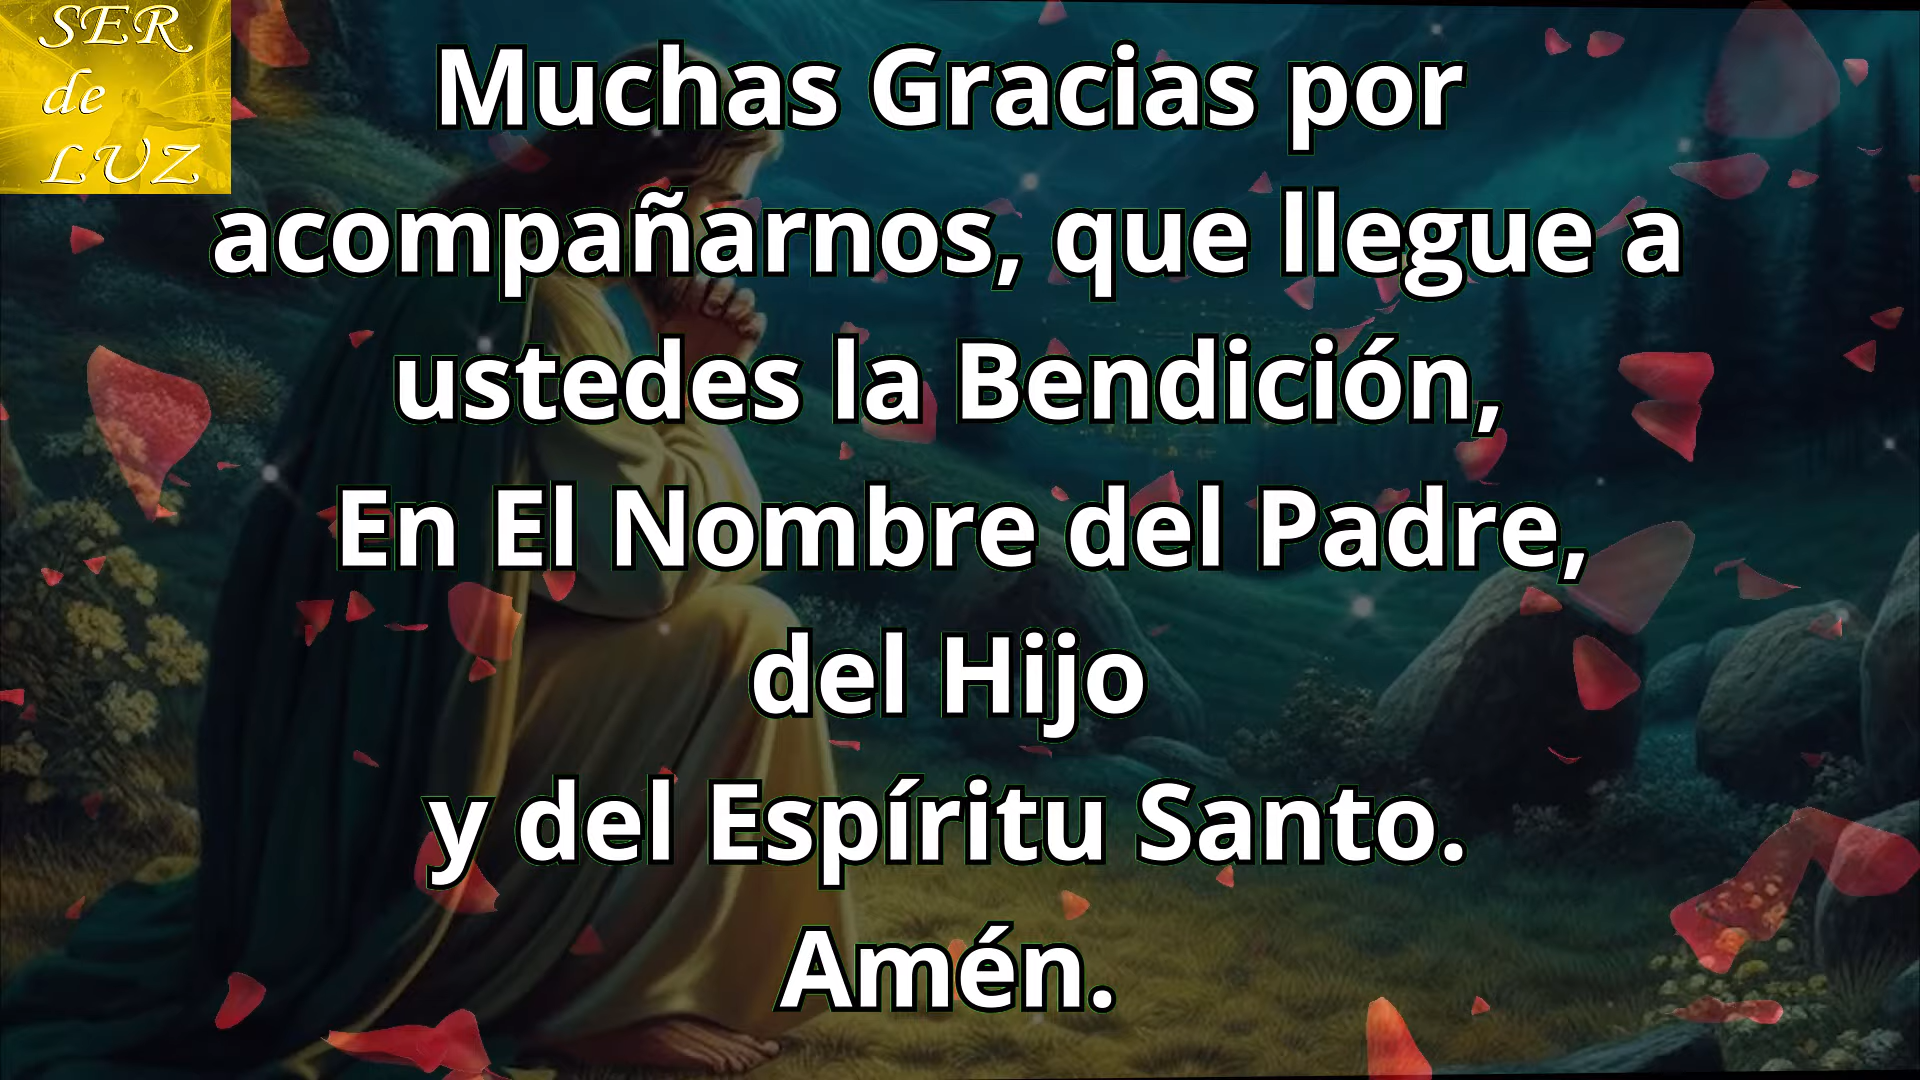 SER
de
LUZ
Muchas Gracias por
acompañarnos, que llegue a
ustedes la Bendición,
En El Nombre del Padre,
del Hijo
y del Espíritu Santo.
Amén.